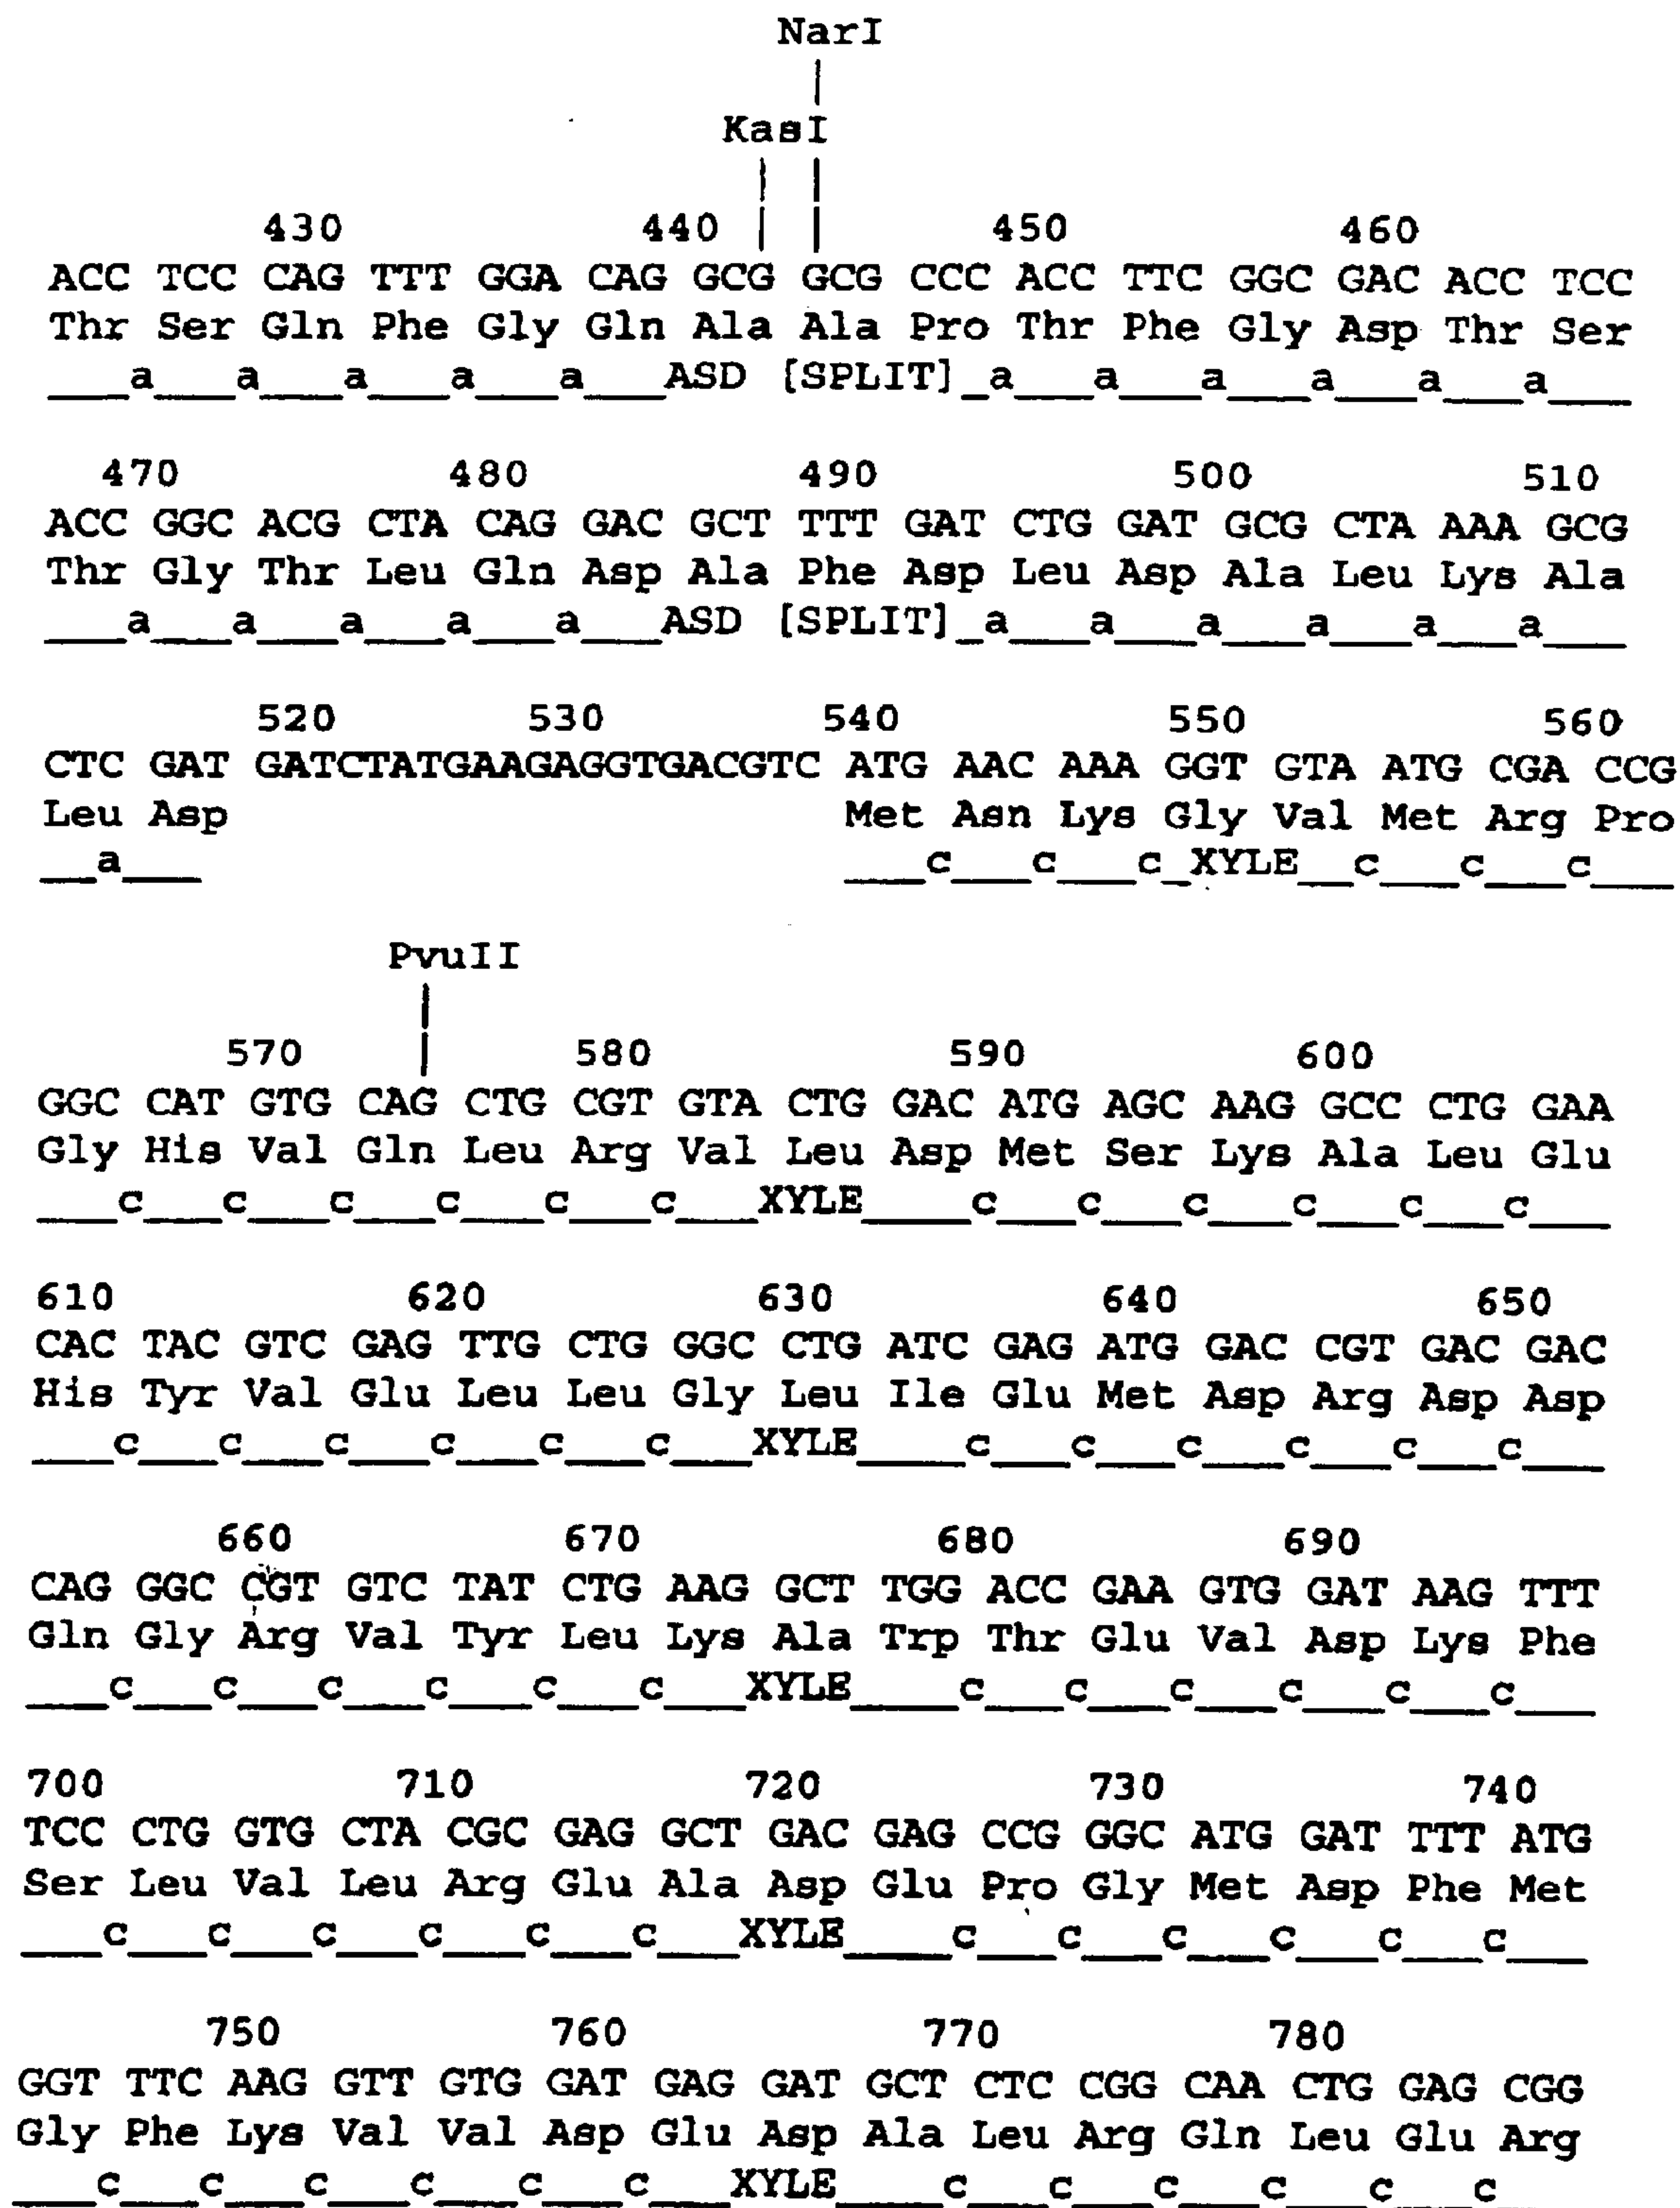 NarI
|
KasI
| |
430 440 | | 450 460
ACC TCC CAG TTT GGA CAG GCG GCG CCC ACC TTC GGC GAC ACC TCC
Thr Ser Gln Phe Gly Gln Ala Ala Pro Thr Phe Gly Asp Thr Ser
___a____a____a____a____a____ASD [SPLIT]_a____a____a____a____a____a____
470 480 490 500 510
ACC GGC ACG CTA CAG GAC GCT TTT GAT CTG GAT GCG CTA AAA GCG
Thr Gly Thr Leu Gln Asp Ala Phe Asp Leu Asp Ala Leu Lys Ala
___a____a____a____a____a____ASD [SPLIT]_a____a____a____a____a____a____
520 530 540 550 560
CTC GAT GATCTATGAAGAGGTGACGTC ATG AAC AAA GGT GTA ATG CGA CCG
Leu Asp Met Asn Lys Gly Val Met Arg Pro
__a____ ____c____c____c_XYLE__c____c____c____
PvuII
|
570 | 580 590 600
GGC CAT GTG CAG CTG CGT GTA CTG GAC ATG AGC AAG GCC CTG GAA
Gly His Val Gln Leu Arg Val Leu Asp Met Ser Lys Ala Leu Glu
___c____c____c____c____c____c____XYLE_____c____c____c____c____c____c____
610 620 630 640 650
CAC TAC GTC GAG TTG CTG GGC CTG ATC GAG ATG GAC CGT GAC GAC
His Tyr Val Glu Leu Leu Gly Leu Ile Glu Met Asp Arg Asp Asp
___c____c____c____c____c____c____XYLE_____c____c____c____c____c____c____
660 670 680 690
CAG GGC CGT GTC TAT CTG AAG GCT TGG ACC GAA GTG GAT AAG TTT
Gln Gly Arg Val Tyr Leu Lys Ala Trp Thr Glu Val Asp Lys Phe
___c____c____c____c____c____c____XYLE_____c____c____c____c____c____c____
700 710 720 730 740
TCC CTG GTG CTA CGC GAG GCT GAC GAG CCG GGC ATG GAT TTT ATG
Ser Leu Val Leu Arg Glu Ala Asp Glu Pro Gly Met Asp Phe Met
___c____c____c____c____c____c____XYLE_____c____c____c____c____c____c____
750 760 770 780
GGT TTC AAG GTT GTG GAT GAG GAT GCT CTC CGG CAA CTG GAG CGG
Gly Phe Lys Val Val Asp Glu Asp Ala Leu Arg Gln Leu Glu Arg
___c____c____c____c____c____c____XYLE_____c____c____c____c____c____c____